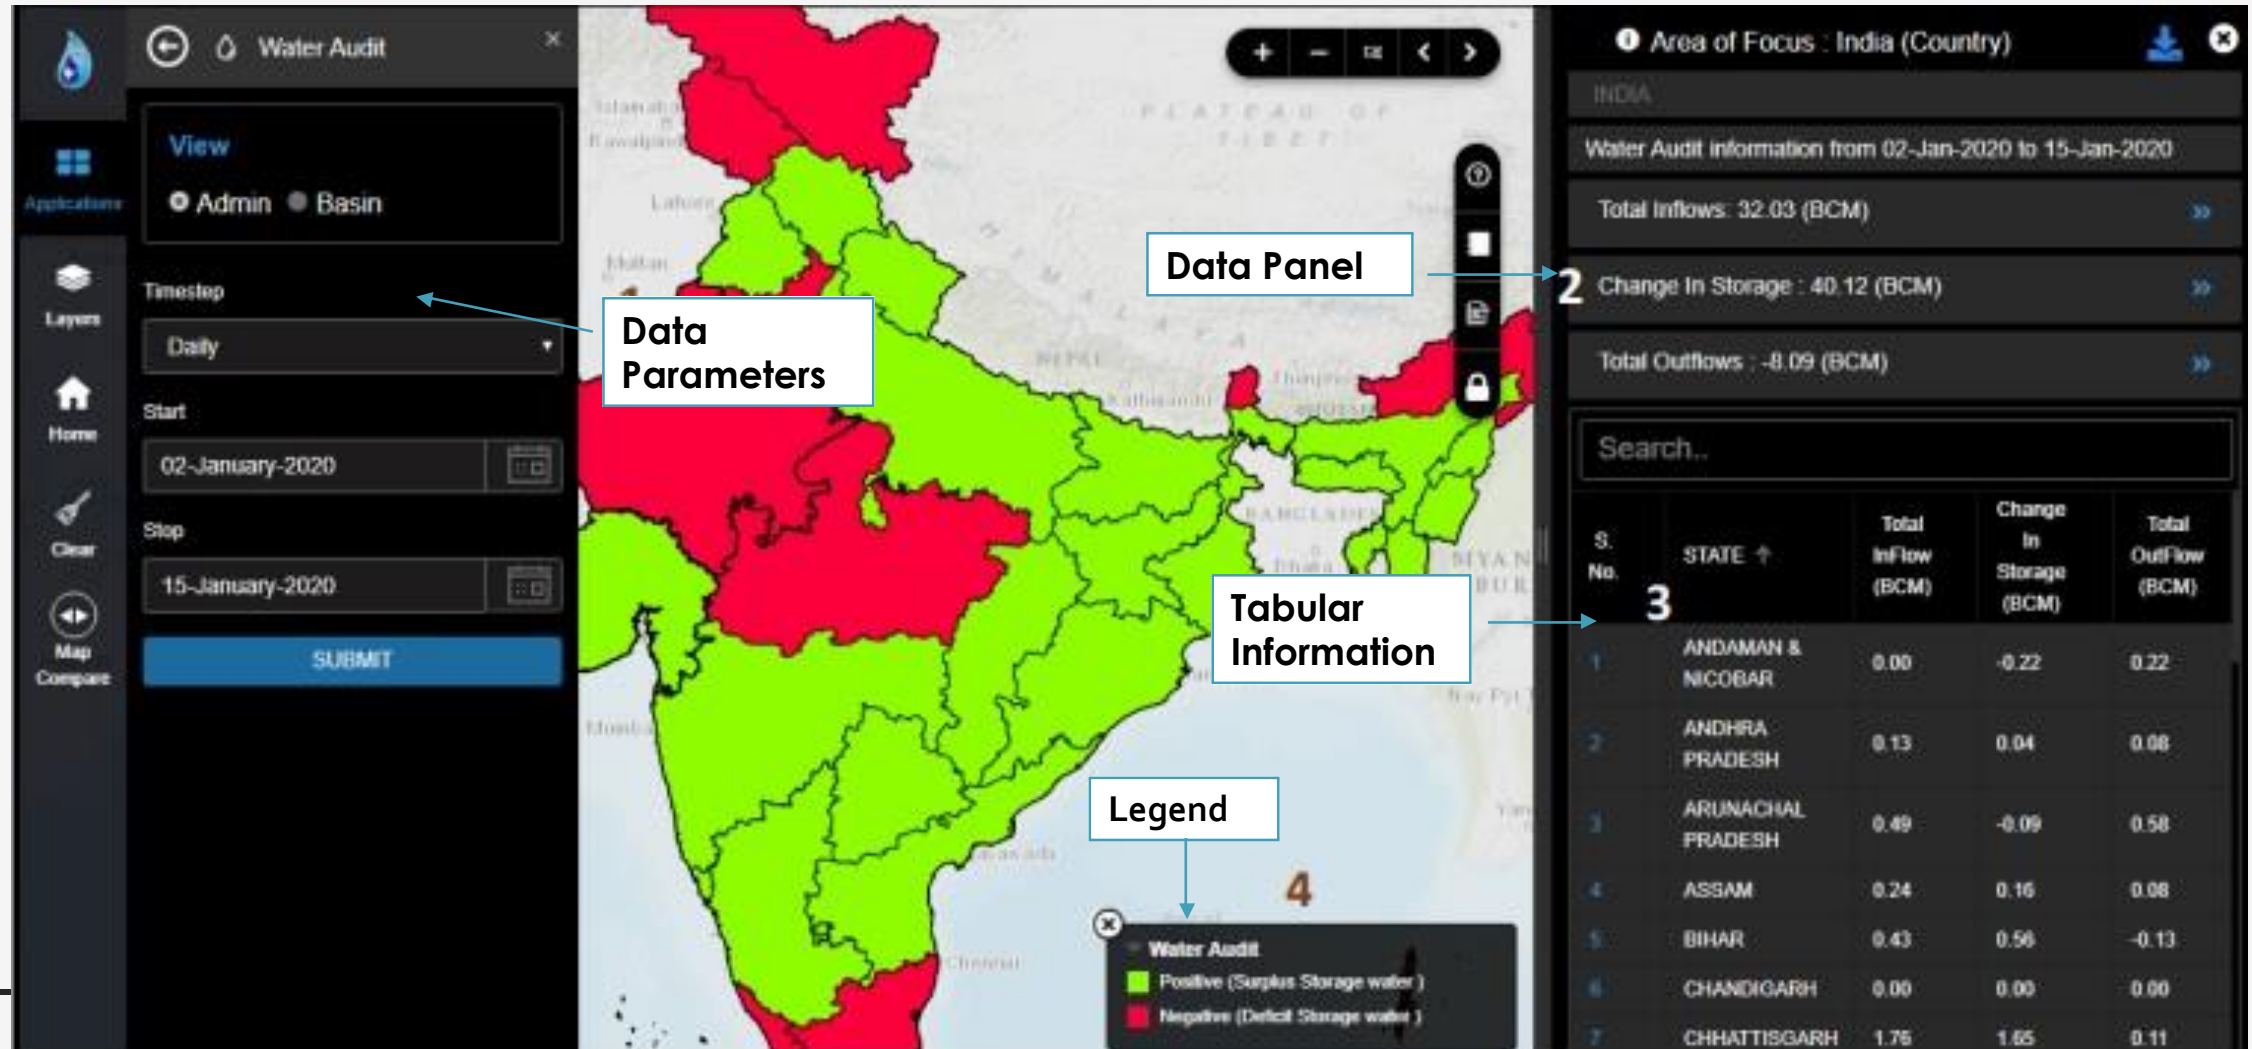 Water Audit
×
View
Admin
Basin
Applications
Layers
Home
Clear
Map
Compare
Timestep
Daily
Start
02-January-2020
Stop
15-January-2020
SUBMIT
Data
Parameters
PLATEAU OF
TIBET
HIMALAYA
Lahore
Multan
NEPAL
Kathmandu
BANGLADESH
Dhaka
Chennai
Data Panel
2
Tabular
Information
3
Legend
4
Water Audit
Positive (Surplus Storage water )
Negative (Deficit Storage water )
Area of Focus : India (Country)
INDIA
Water Audit information from 02-Jan-2020 to 15-Jan-2020
Total Inflows: 32.03 (BCM)
Change In Storage : 40.12 (BCM)
Total Outflows : -8.09 (BCM)
Search..
S. No. STATE Total InFlow (BCM) Change In Storage (BCM) Total OutFlow (BCM)
1 ANDAMAN & NICOBAR 0.00 -0.22 0.22
2 ANDHRA PRADESH 0.13 0.04 0.08
3 ARUNACHAL PRADESH 0.49 -0.09 0.58
4 ASSAM 0.24 0.16 0.08
5 BIHAR 0.43 0.56 -0.13
6 CHANDIGARH 0.00 0.00 0.00
7 CHHATTISGARH 1.76 1.65 0.11